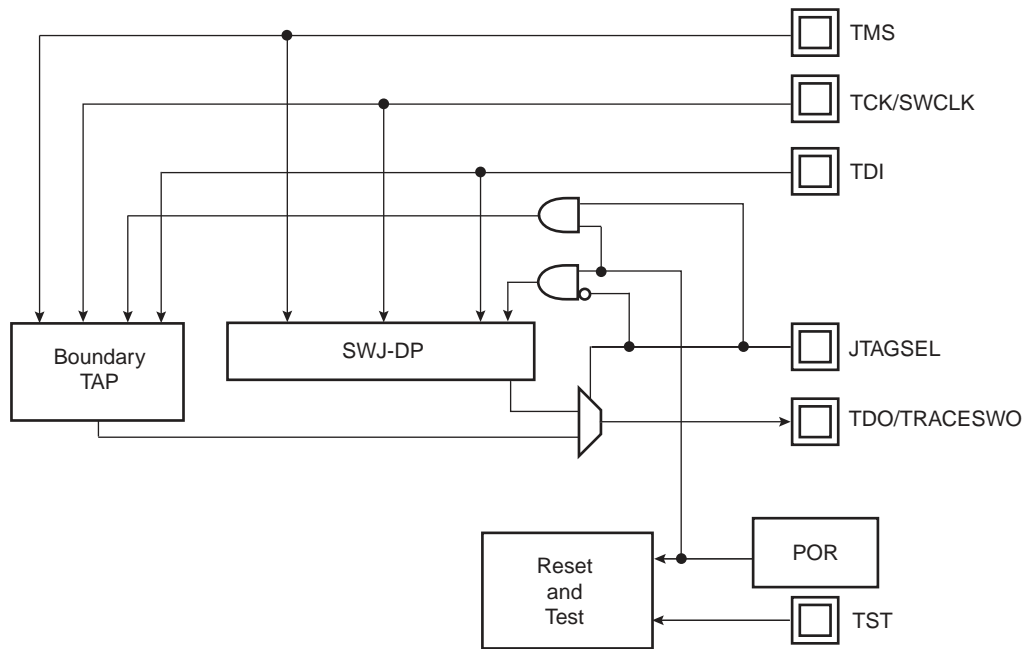 TMS
TCK/SWCLK
TDI
Boundary
TAP
SWJ-DP
JTAGSEL
TDO/TRACESWO
Reset
and
Test
POR
TST